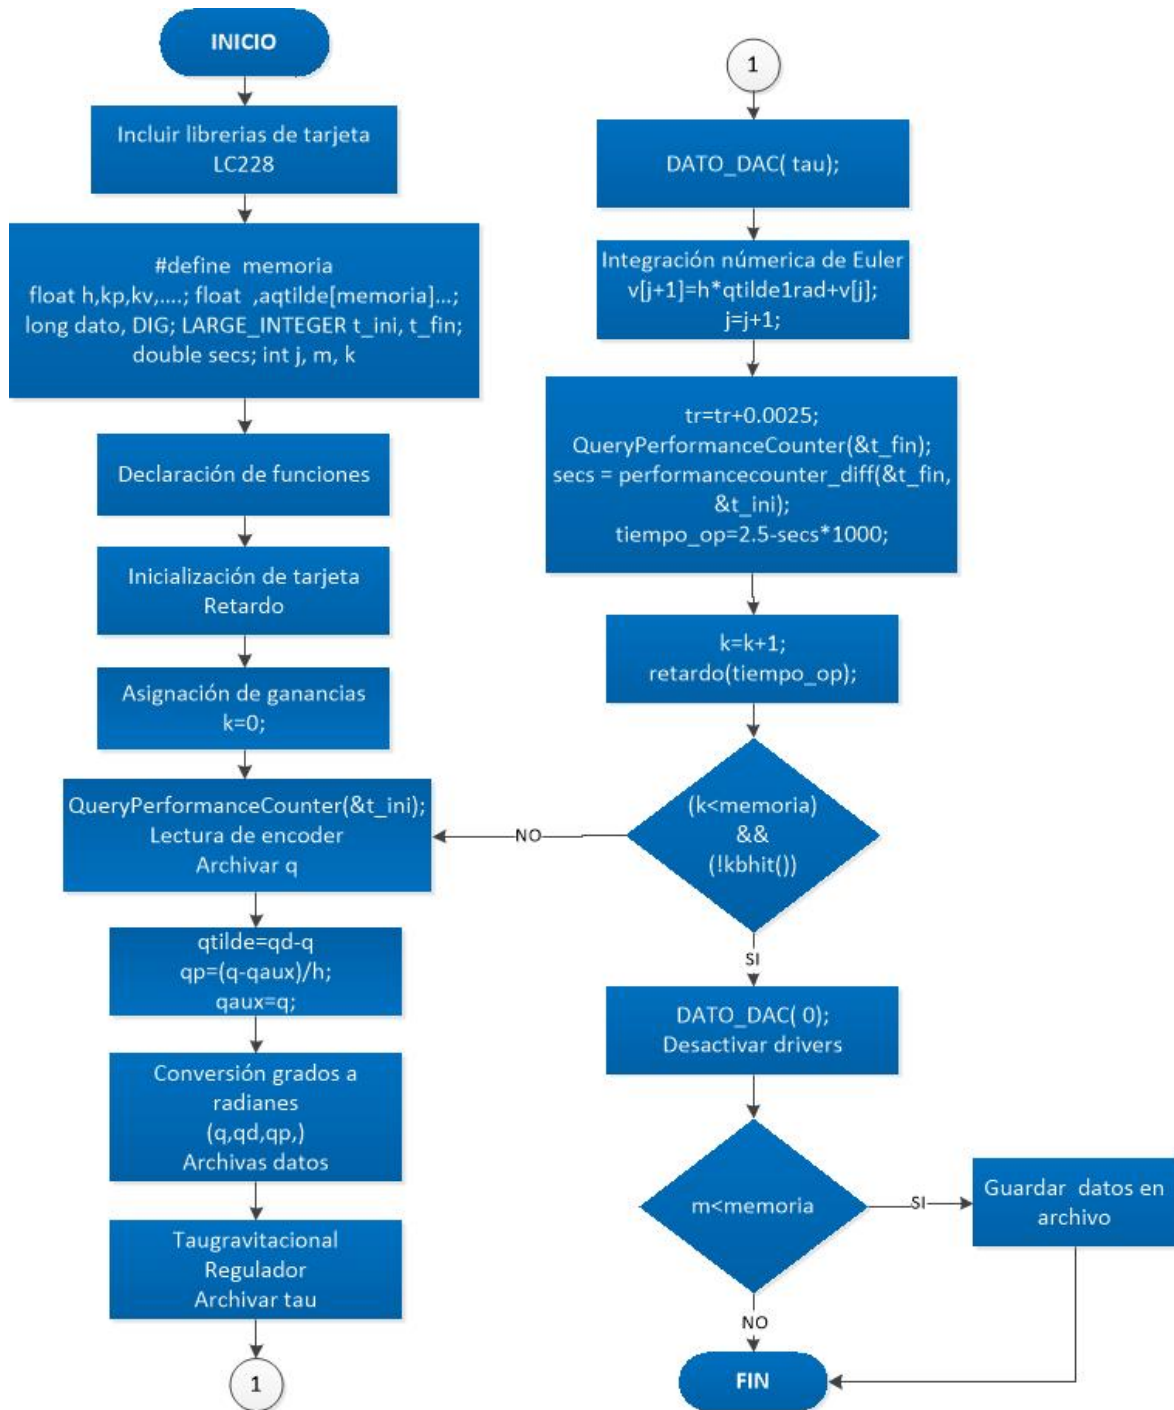 INICIO
Incluir librerias de tarjeta
LC228
#define  memoria
float h,kp,kv,....; float  ,aqtilde[memoria]...;
long dato, DIG; LARGE_INTEGER t_ini, t_fin;
double secs; int j, m, k
Declaración de funciones
Inicialización de tarjeta
Retardo
Asignación de ganancias
k=0;
QueryPerformanceCounter(&t_ini);
Lectura de encoder
Archivar q
qtilde=qd-q
qp=(q-qaux)/h;
qaux=q;
Conversión grados a
radianes
(q,qd,qp,)
Archivas datos
Taugravitacional
Regulador
Archivar tau
1
1
DATO_DAC( tau);
Integración númerica de Euler
v[j+1]=h*qtilde1rad+v[j];
j=j+1;
tr=tr+0.0025;
QueryPerformanceCounter(&t_fin);
secs = performancecounter_diff(&t_fin,
&t_ini);
tiempo_op=2.5-secs*1000;
k=k+1;
retardo(tiempo_op);
(k<memoria)
&&
(!kbhit())
NO
SI
DATO_DAC( 0);
Desactivar drivers
m<memoria
SI
Guardar  datos en
archivo
NO
FIN